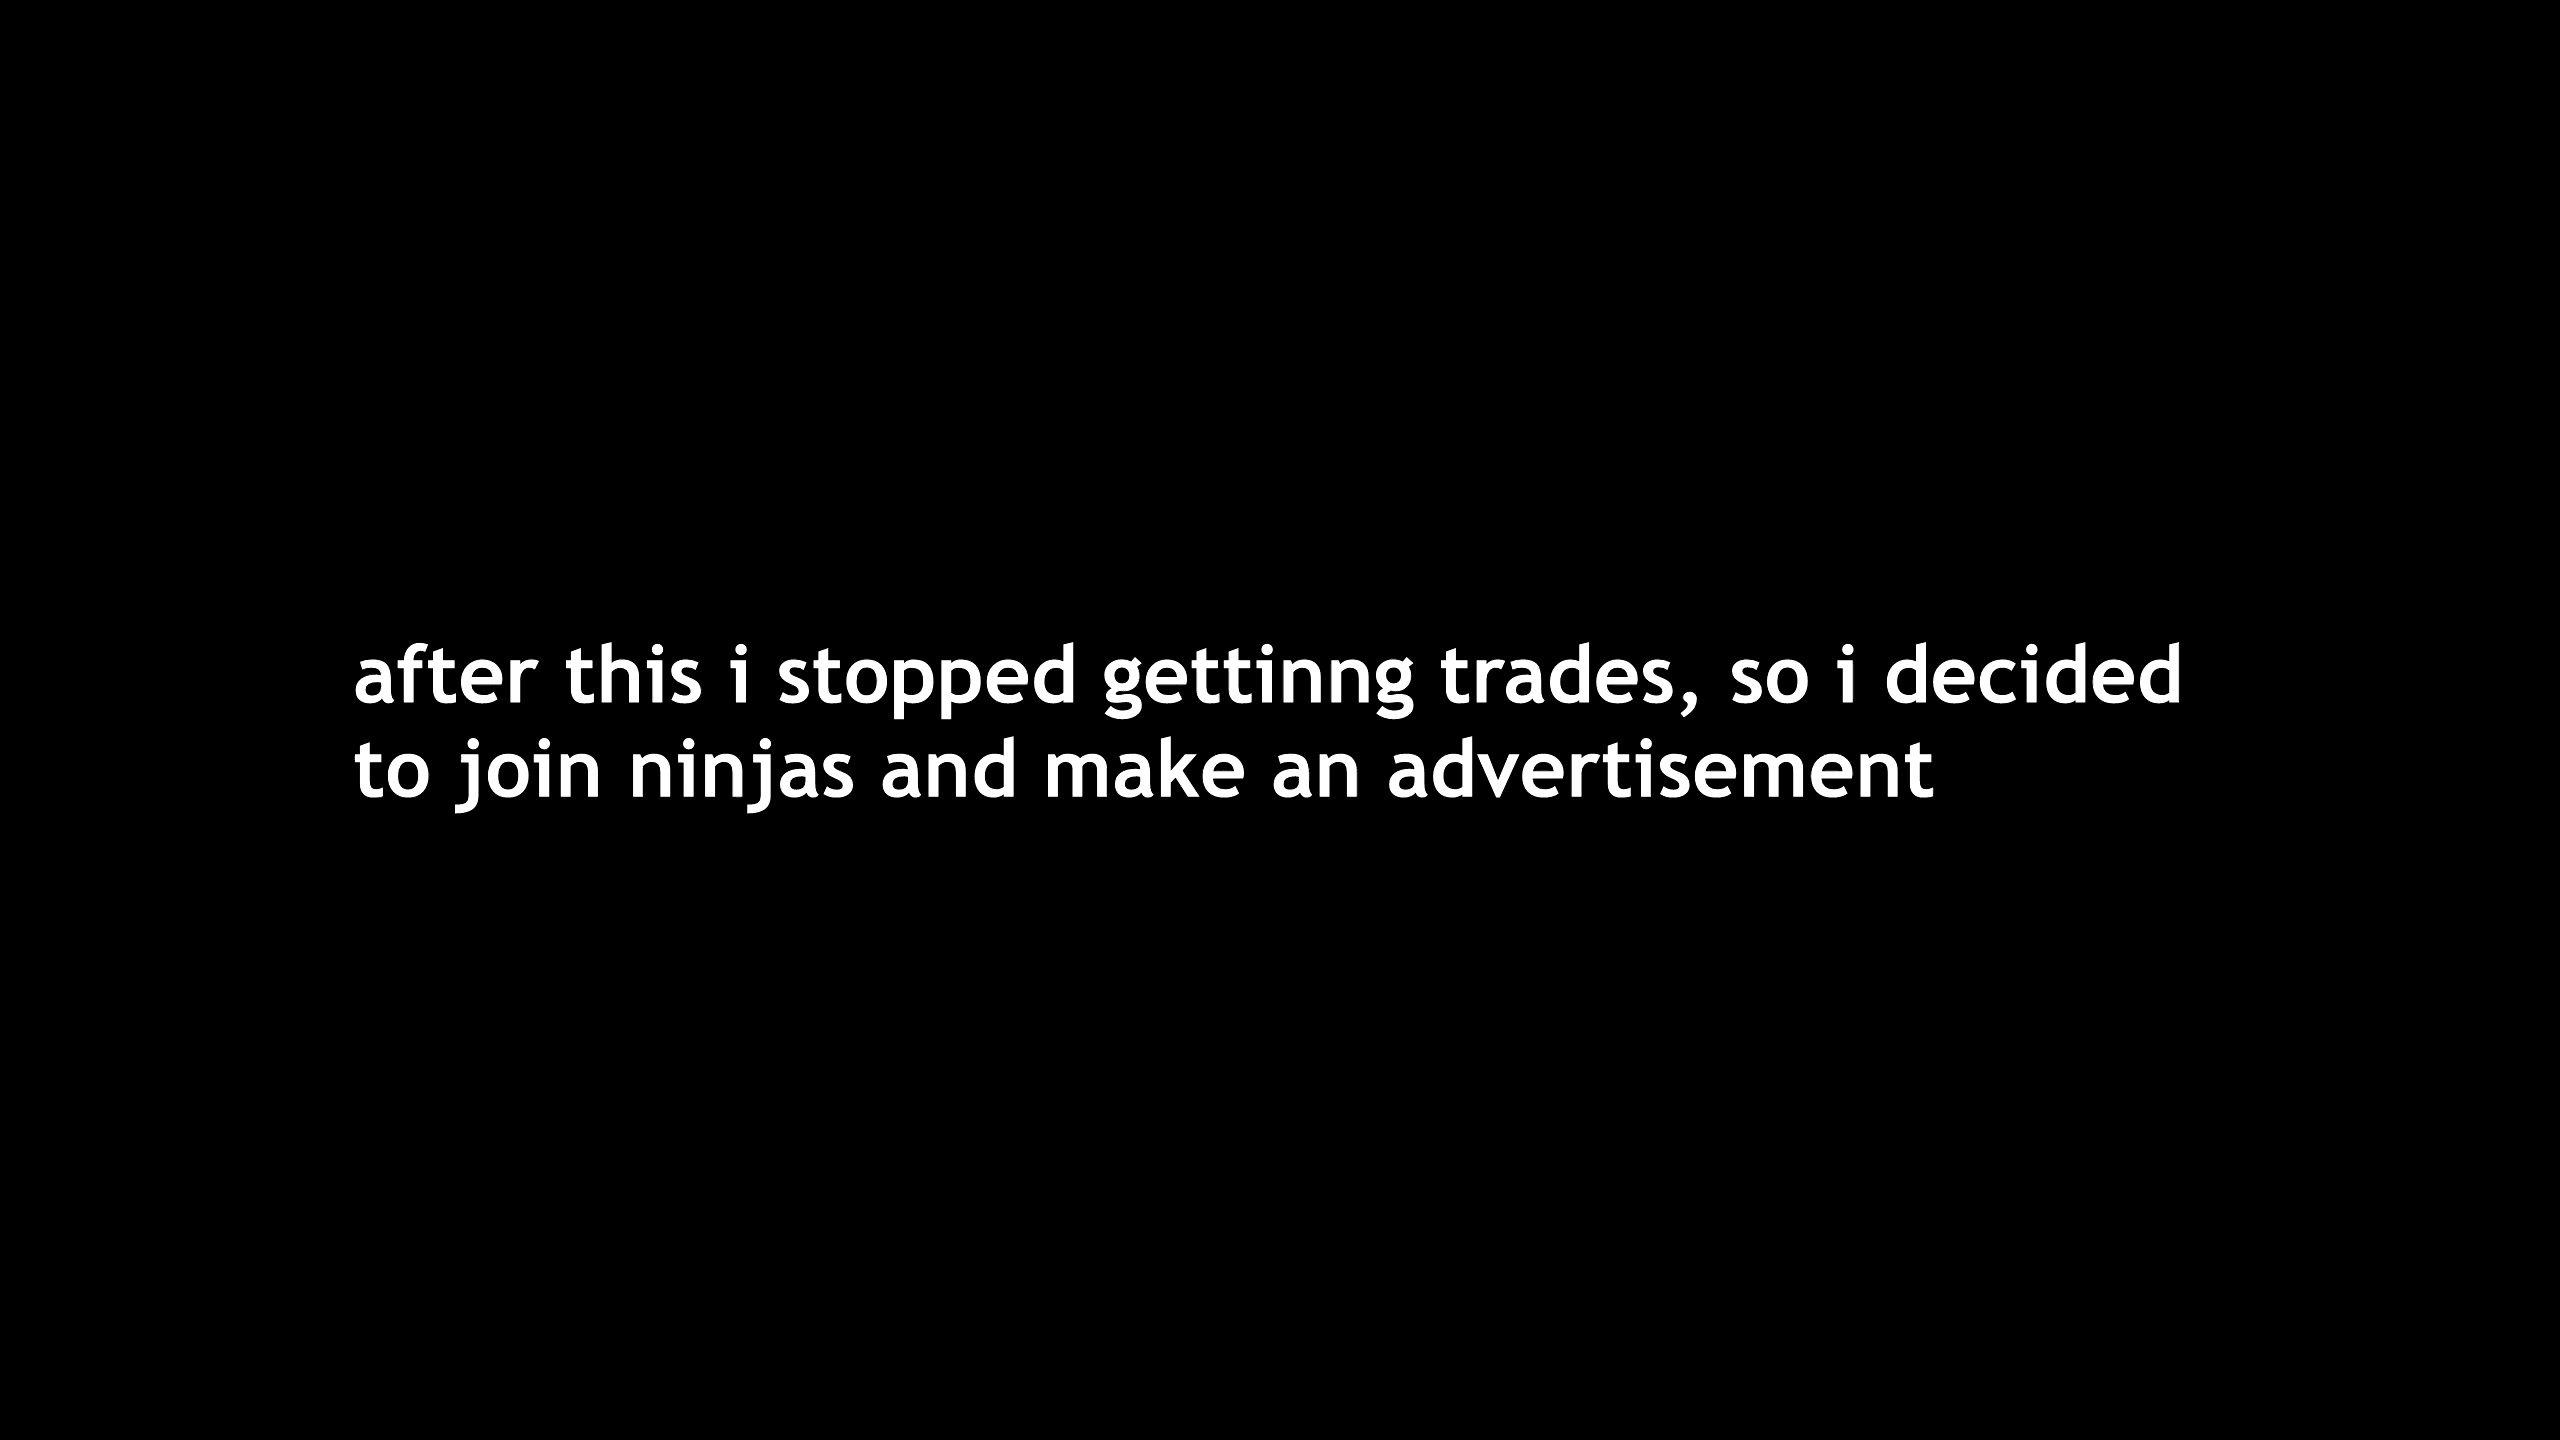 after this i stopped gettinng trades, so i decided
to join ninjas and make an advertisement